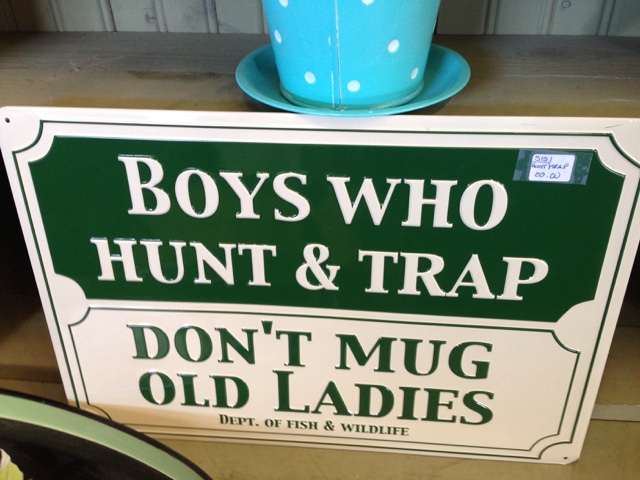 BOYS WHO
HUNT & TRAP
DON'T MUG
OLD LADIES
DEPT. OF FISH & WILDLIFE